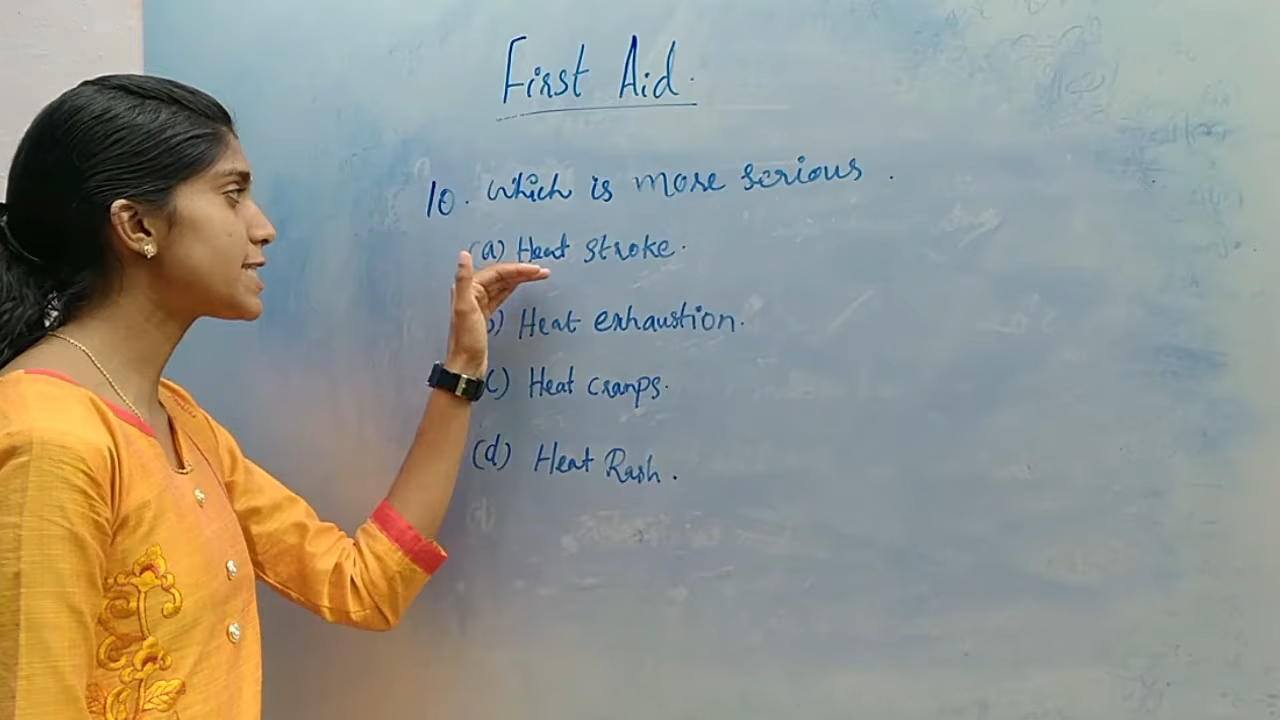 First Aid.
10. Which is more serious.
(a) Heat stroke.
) Heat exhaustion.
c) Heat cramps.
(d) Heat Rash.